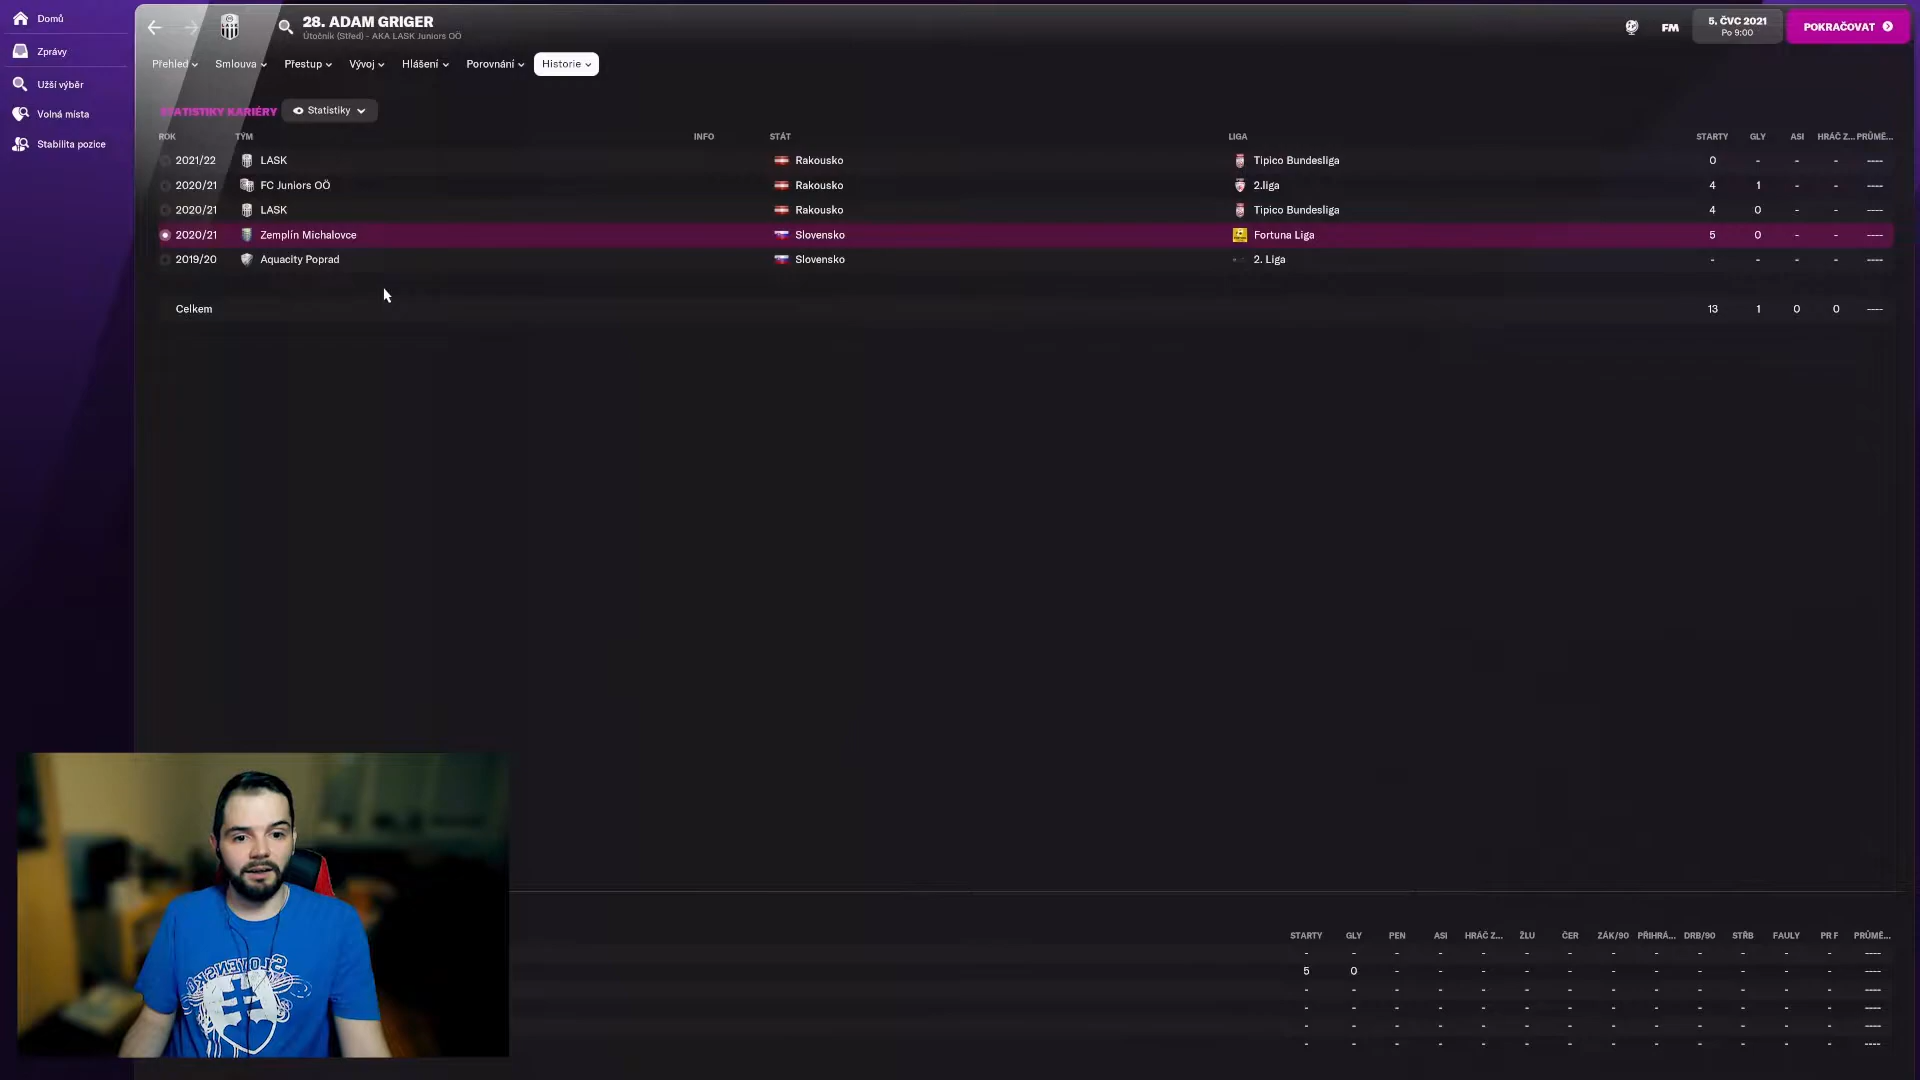 Domů
Zprávy
Užší výběr
Volná místa
Stabilita pozice
28. ADAM GRIGER
Útočník (Střed) - AKA LASK Juniors OÖ
FM
5. ČVC 2021
Po 9:00
POKRAČOVAT
Přehled Smlouva Přestup Vývoj Hlášení Porovnání Historie
STATISTIKY KARIÉRY Statistiky
ROK TÝM INFO STÁT LIGA STARTY GLY ASI HRÁČ Z... PRŮMĚ...
2021/22 LASK Rakousko Tipico Bundesliga 0 - - - ----
2020/21 FC Juniors OÖ Rakousko 2.liga 4 1 - - ----
2020/21 LASK Rakousko Tipico Bundesliga 4 0 - - ----
2020/21 Zemplín Michalovce Slovensko Fortuna Liga 5 0 - - ----
2019/20 Aquacity Poprad Slovensko 2. Liga - - - - ----
Celkem 13 1 0 0 ----
STARTY GLY PEN ASI HRÁČ Z... ŽLU ČER ZÁK/90 PŘIHRÁ... DRB/90 STŘB FAULY PR F PRŮMĚ...
- - - - - - - - - - - - - ----
5 0 - - - - - - - - - - - ----
- - - - - - - - - - - - - ----
- - - - - - - - - - - - - ----
- - - - - - - - - - - - - ----
- - - - - - - - - - - - - ----
SLOVENSKO